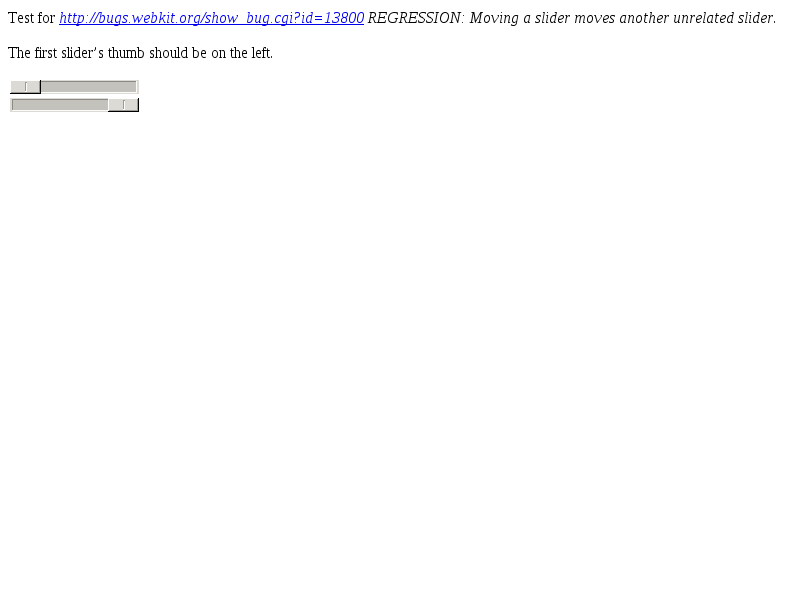 Test for http://bugs.webkit.org/show_bug.cgi?id=13800 REGRESSION: Moving a slider moves another unrelated slider.
The first slider's thumb should be on the left.